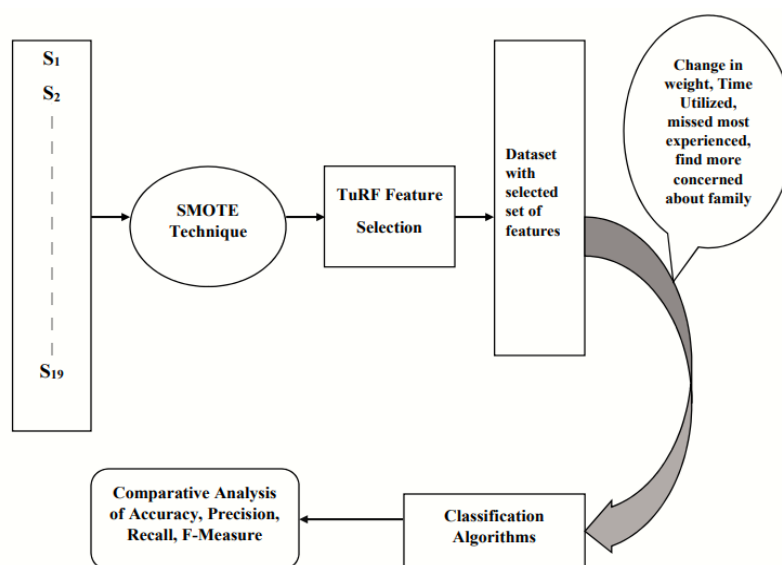 S1
S2
S19
SMOTE
Technique
TuRF Feature
Selection
Dataset
with
selected
set of
features
Change in
weight, Time
Utilized,
missed most
experienced,
find more
concerned
about family
Comparative Analysis
of Accuracy, Precision,
Recall, F-Measure
Classification
Algorithms